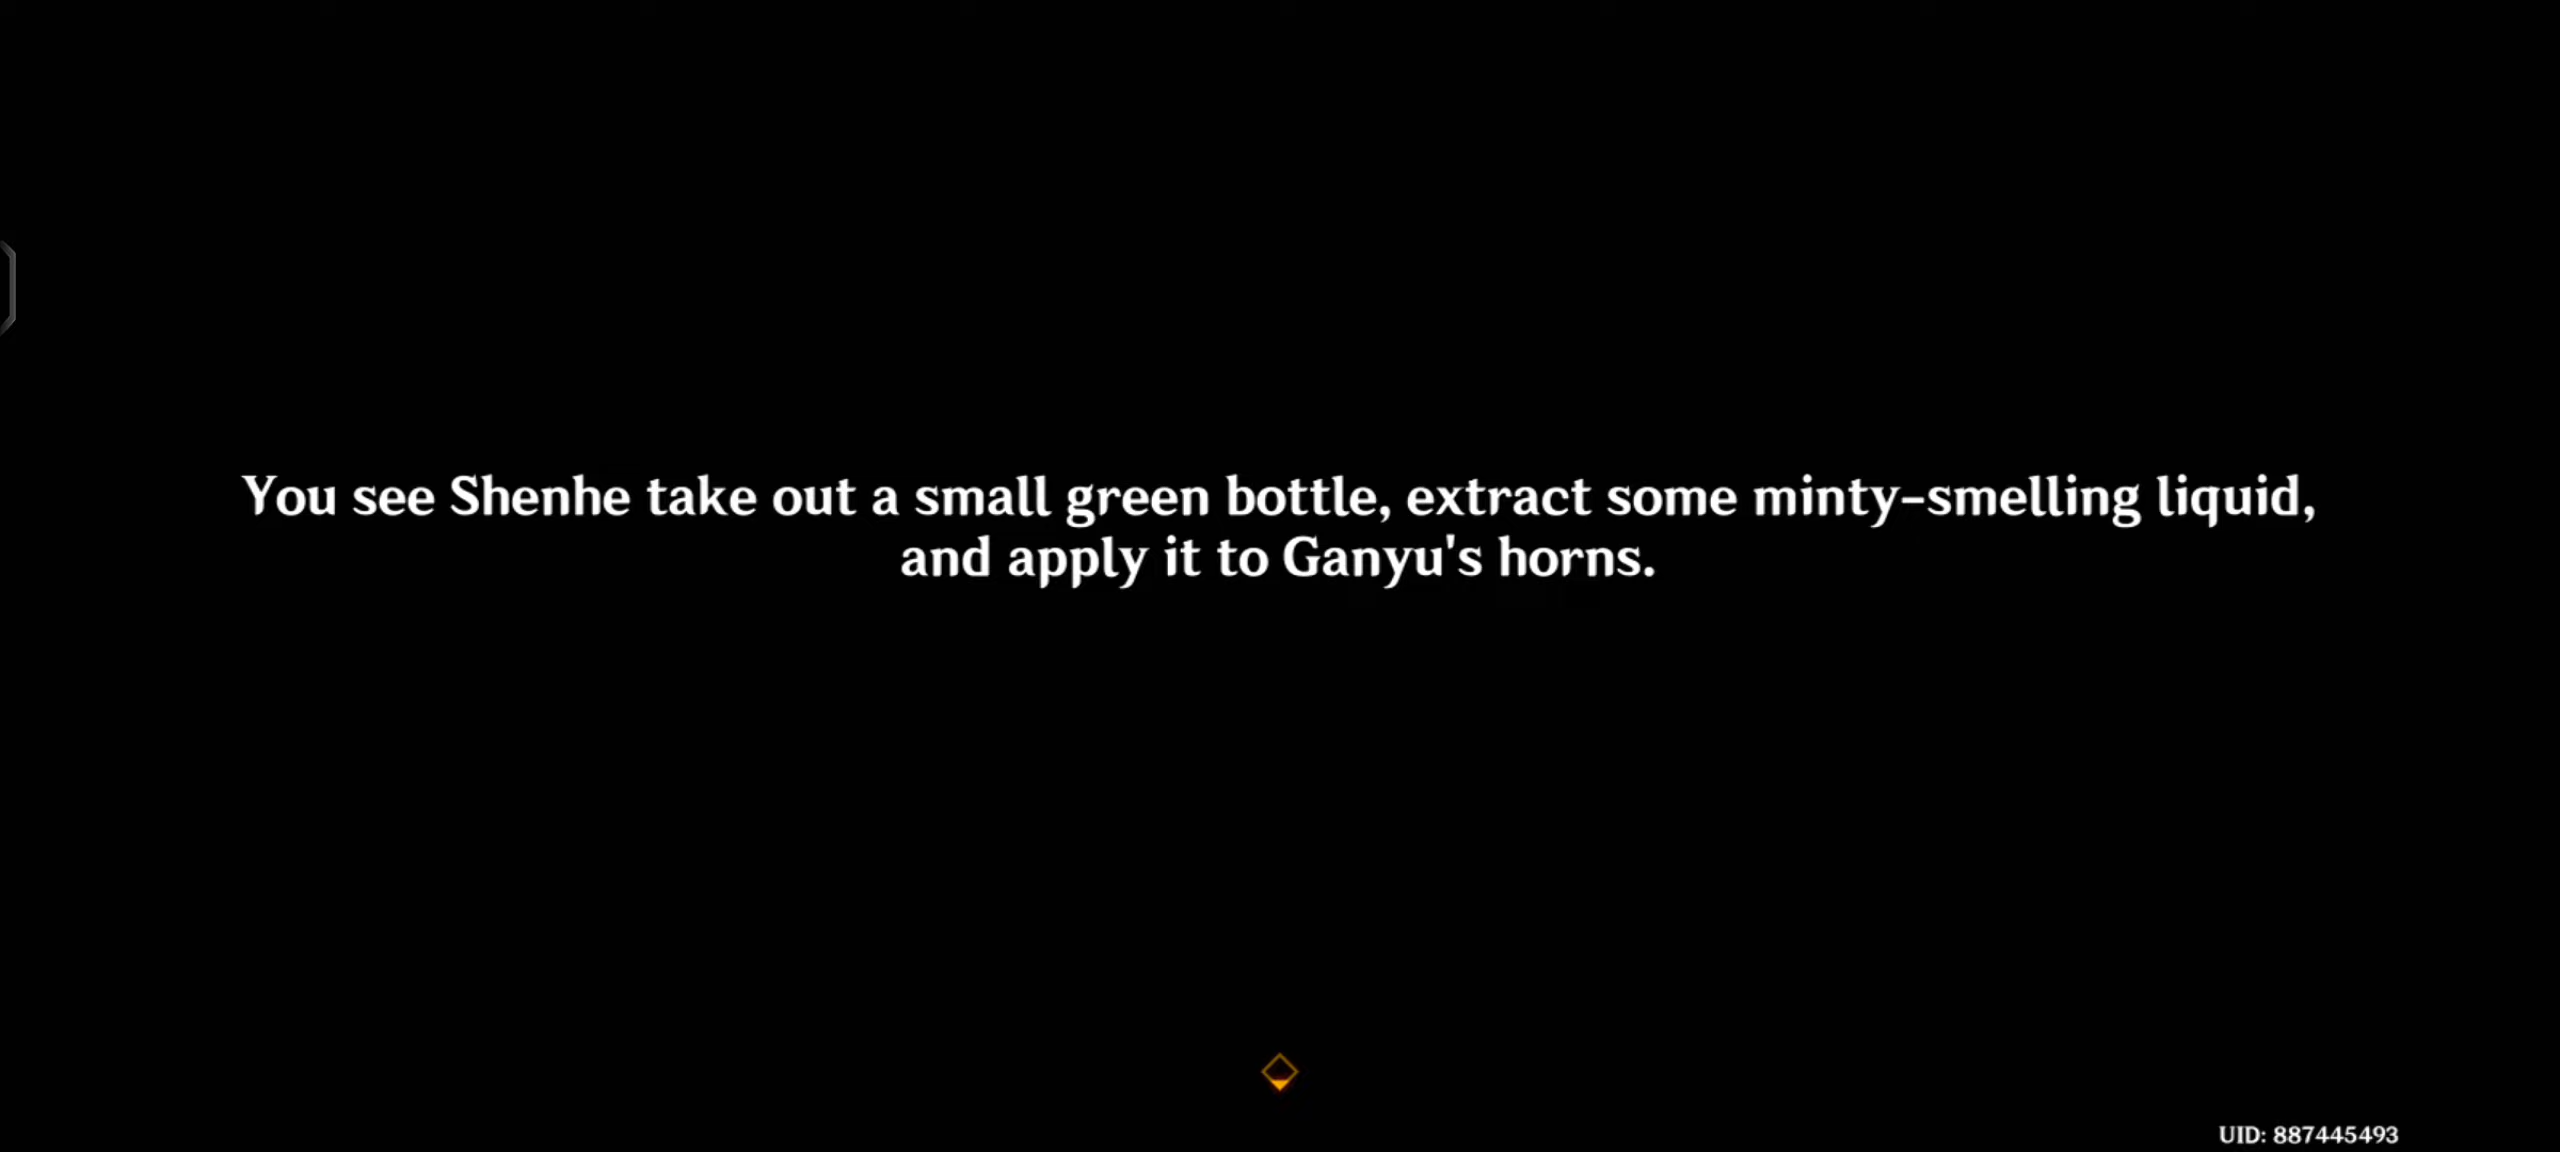 You see Shenhe take out a small green bottle, extract some minty-smelling liquid,
and apply it to Ganyu's horns.
UID: 887445493